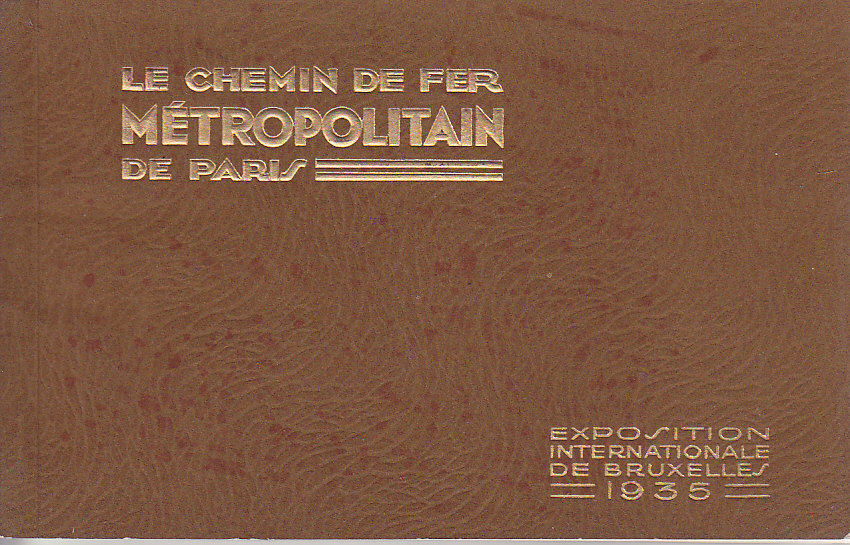 LE CHEMIN DE FER
MÉTROPOLITAIN
DE PARIS
EXPOSITION
INTERNATIONALE
DE BRUXELLES
1935